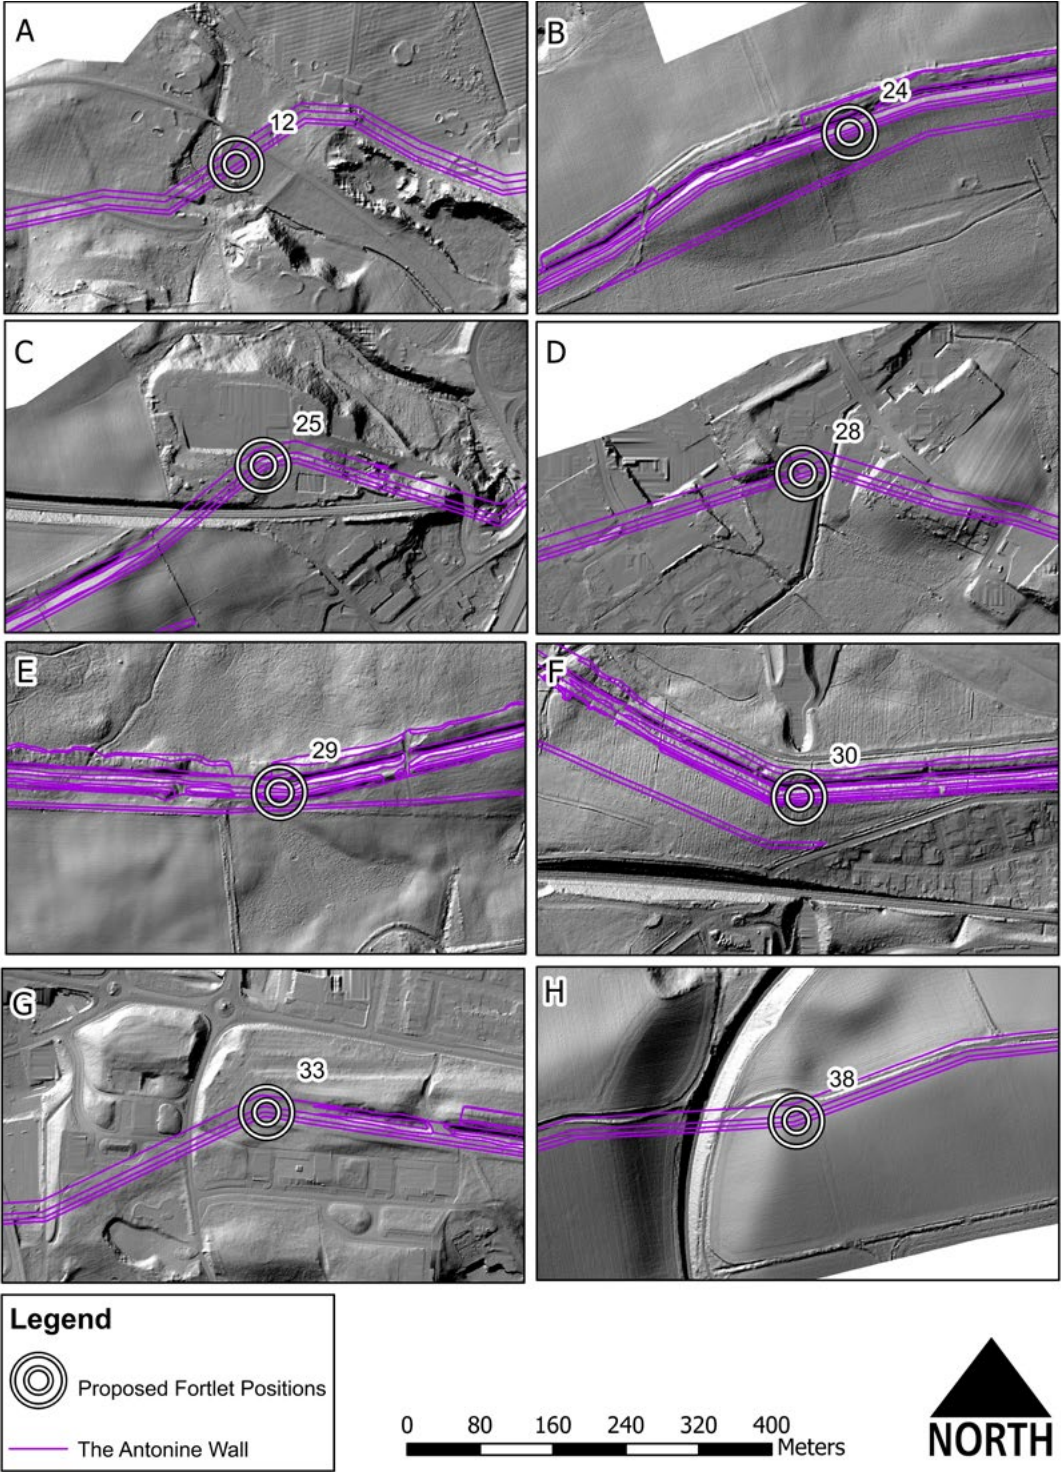 A
12
B
24
C
25
D
28
E
29
F
30
G
33
H
38
Legend
Proposed Fortlet Positions
The Antonine Wall
0 80 160 240 320 400
Meters
NORTH